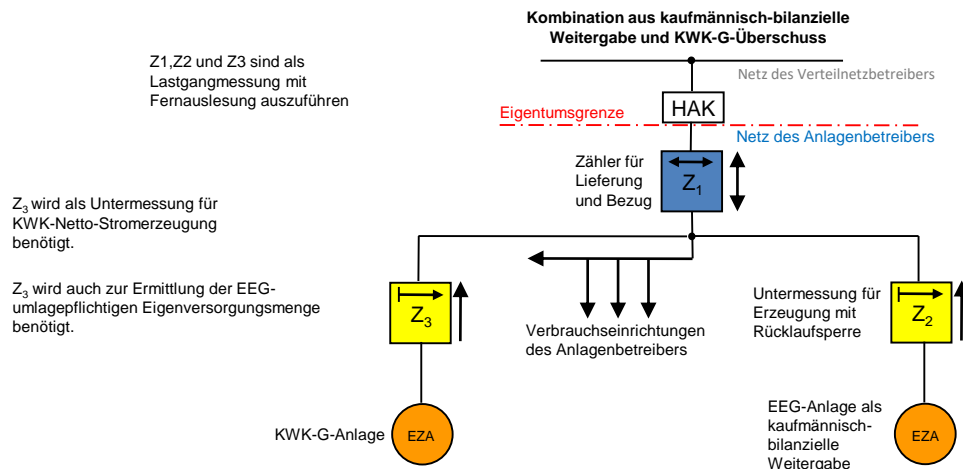 Kombination aus kaufmännisch-bilanzielle
Weitergabe und KWK-G-Überschuss
Z1,Z2 und Z3 sind als
Lastgangmessung mit
Fernauslesung auszuführen
Netz des Verteilnetzbetreibers
HAK
Eigentumsgrenze
Netz des Anlagenbetreibers
Zähler für
Lieferung
und Bezug
Z₁
Z₃ wird als Untermessung für
KWK-Netto-Stromerzeugung
benötigt.
Z₃ wird auch zur Ermittlung der EEG-
umlagepflichtigen Eigenversorgungsmenge
benötigt.
Z₃
Verbrauchseinrichtungen
des Anlagenbetreibers
Untermessung für
Erzeugung mit
Rücklaufsperre
Z₂
KWK-G-Anlage
EZA
EEG-Anlage als
kaufmännisch-
bilanzielle
Weitergabe
EZA